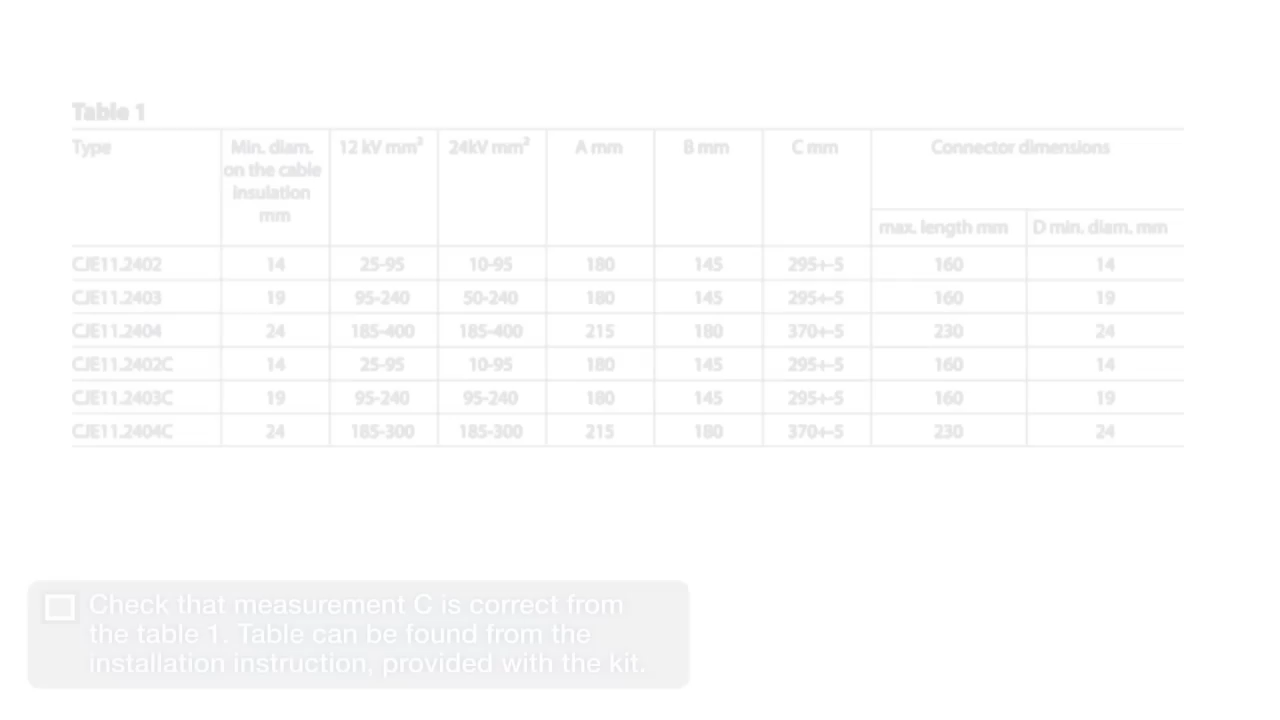 Table 1
Type Min. diam. on the cable insulation mm 12 kV mm² 24kV mm² A mm B mm C mm Connector dimensions
max. length mm D min. diam. mm
CJE11.2402 14 25-95 10-95 180 145 295+-5 160 14
CJE11.2403 19 95-240 50-240 180 145 295+-5 160 19
CJE11.2404 24 185-400 185-400 215 180 370+-5 230 24
CJE11.2402C 14 25-95 10-95 180 145 295+-5 160 14
CJE11.2403C 19 95-240 95-240 180 145 295+-5 160 19
CJE11.2404C 24 185-300 185-300 215 180 370+-5 230 24
Check that measurement C is correct from
the table 1. Table can be found from the
installation instruction, provided with the kit.